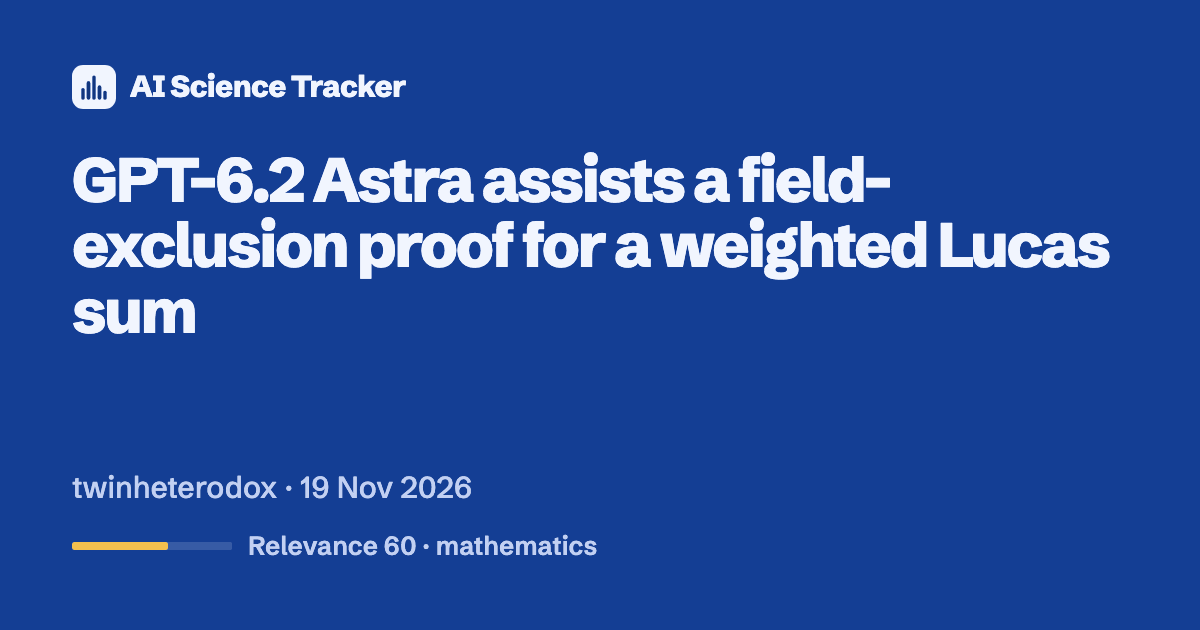 AI Science Tracker
GPT-6.2 Astra assists a field-
exclusion proof for a weighted Lucas
sum
twinheterodox · 19 Nov 2026
Relevance 60 · mathematics